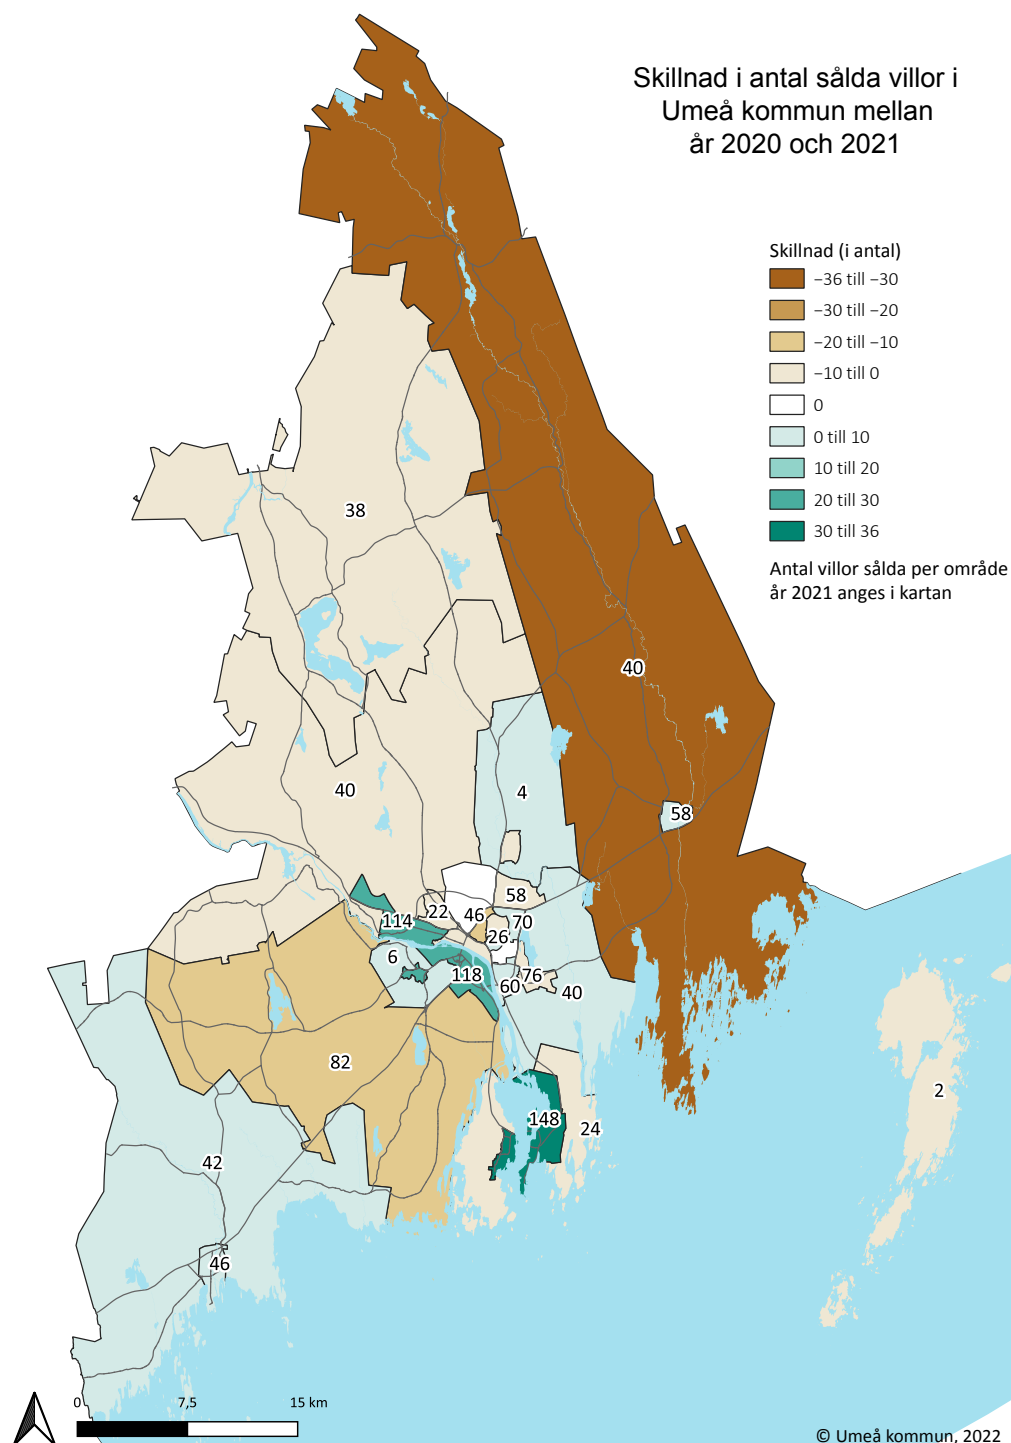 Skillnad i antal sålda villor i
Umeå kommun mellan
år 2020 och 2021
Skillnad (i antal)
−36 till −30
−30 till −20
−20 till −10
−10 till 0
0
0 till 10
10 till 20
20 till 30
30 till 36
Antal villor sålda per område
år 2021 anges i kartan
38
40
40
4
58
58
22
46
114
70
26
6
118
76
60
40
82
2
148
24
42
46
0
7,5
15 km
© Umeå kommun, 2022